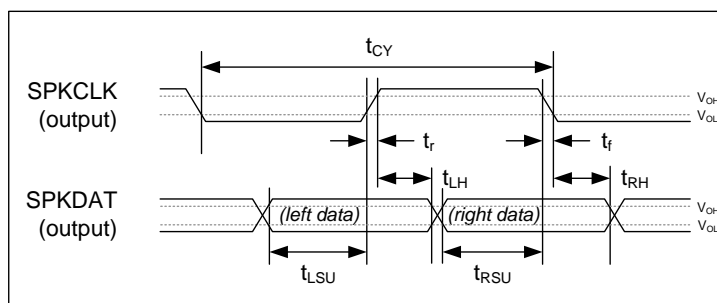 tCY
SPKCLK
(output)
VOH
VOL
tr
tf
tLH
tRH
SPKDAT
(output)
(left data)
(right data)
VOH
VOL
tLSU
tRSU